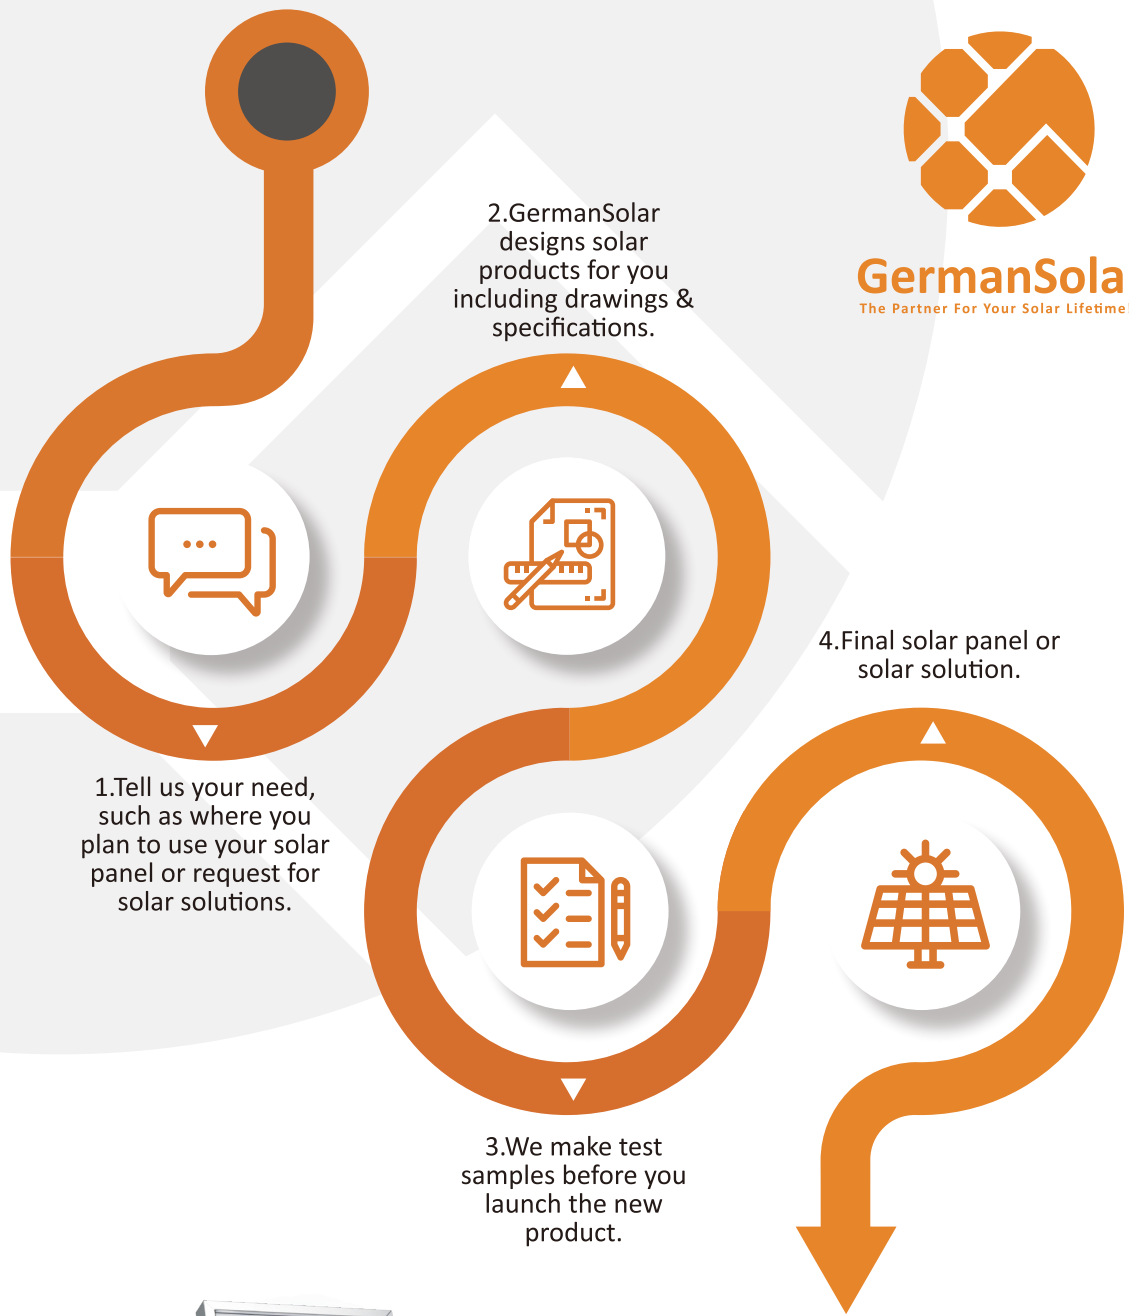 2.GermanSolar
designs solar
products for you
including drawings &
specifications.
GermanSola
The Partner For Your Solar Lifetime!
4.Final solar panel or
solar solution.
1.Tell us your need,
such as where you
plan to use your solar
panel or request for
solar solutions.
3.We make test
samples before you
launch the new
product.